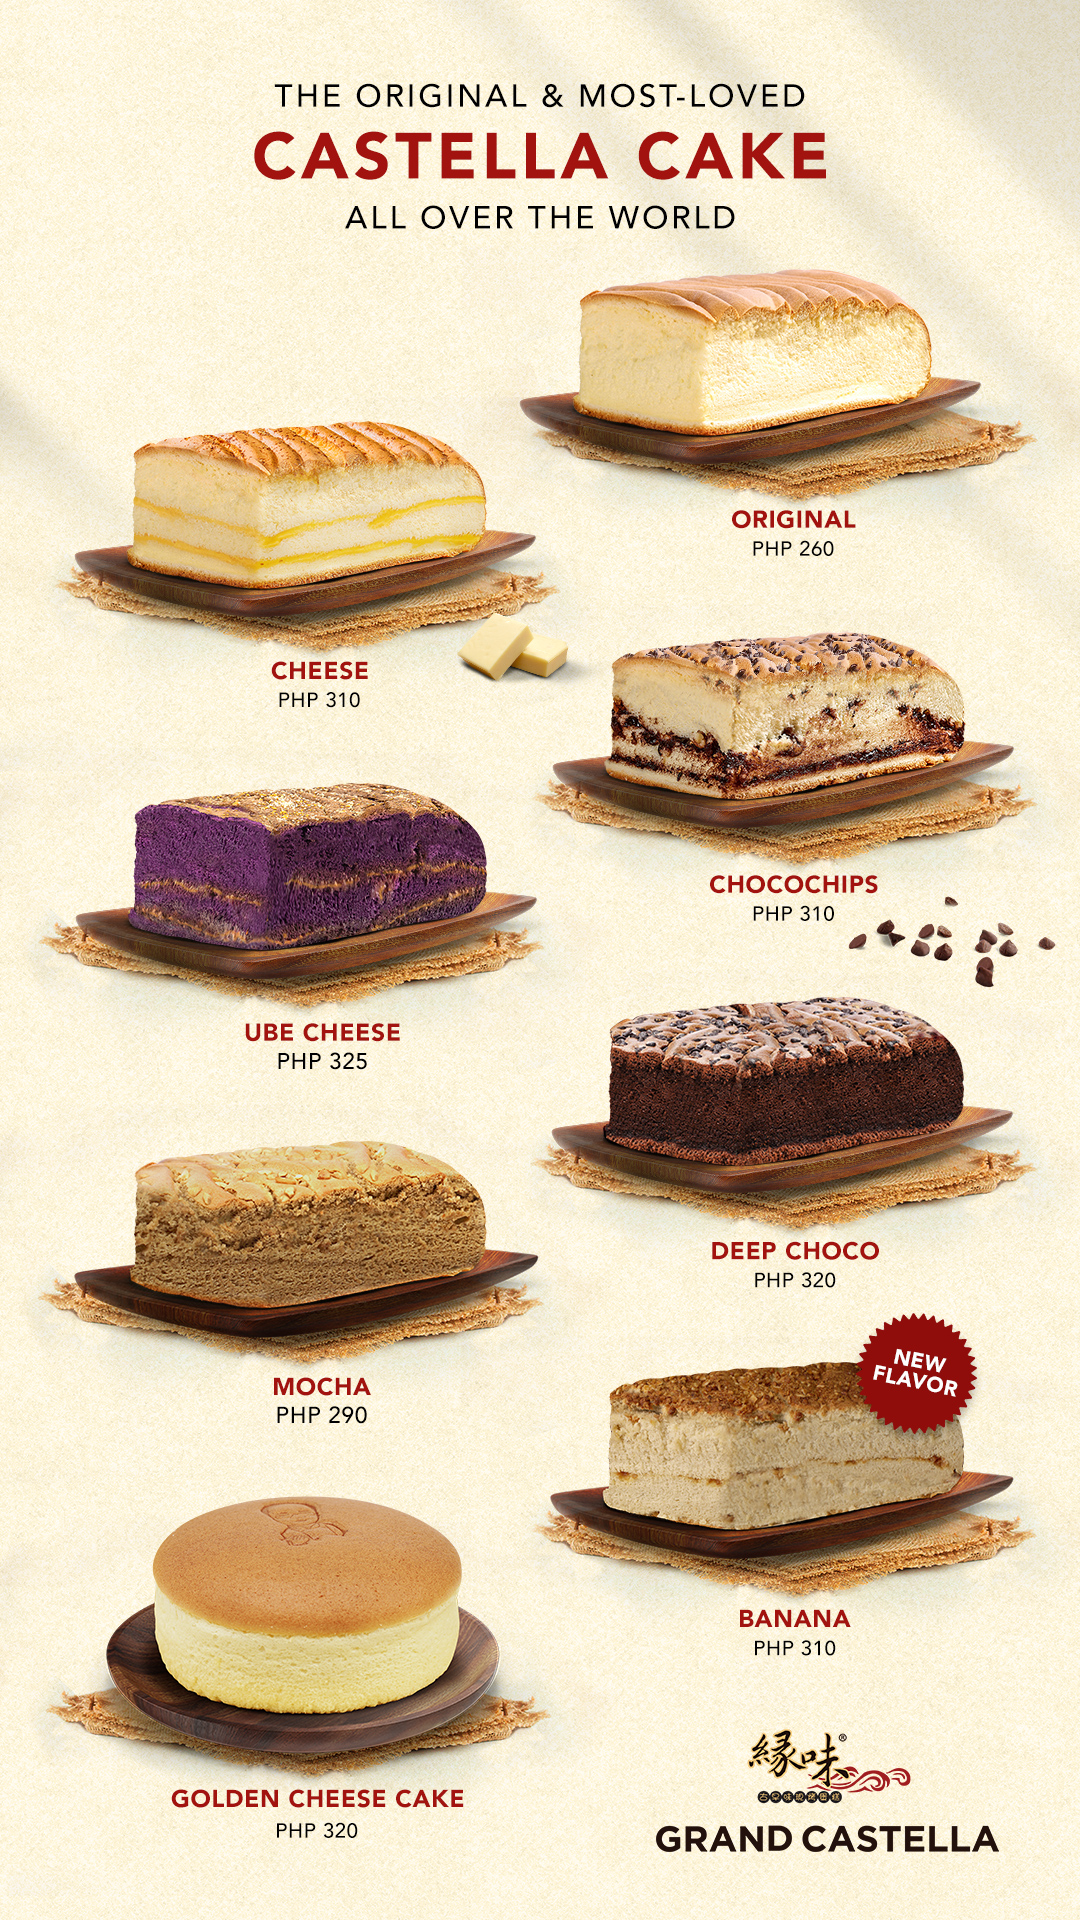 THE ORIGINAL & MOST-LOVED
CASTELLA CAKE
ALL OVER THE WORLD
ORIGINAL
PHP 260
CHEESE
PHP 310
CHOCOCHIPS
PHP 310
UBE CHEESE
PHP 325
DEEP CHOCO
PHP 320
MOCHA
PHP 290
NEW
FLAVOR
BANANA
PHP 310
GOLDEN CHEESE CAKE
PHP 320
緣味®
GRAND CASTELLA